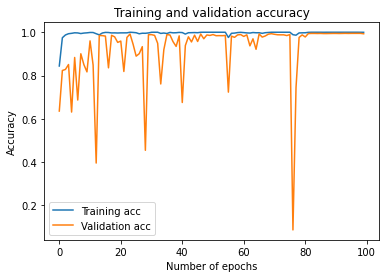 Training and validation accuracy
1.0
0.8
0.6
0.4
0.2
Accuracy
Training acc
Validation acc
0 20 40 60 80 100
Number of epochs